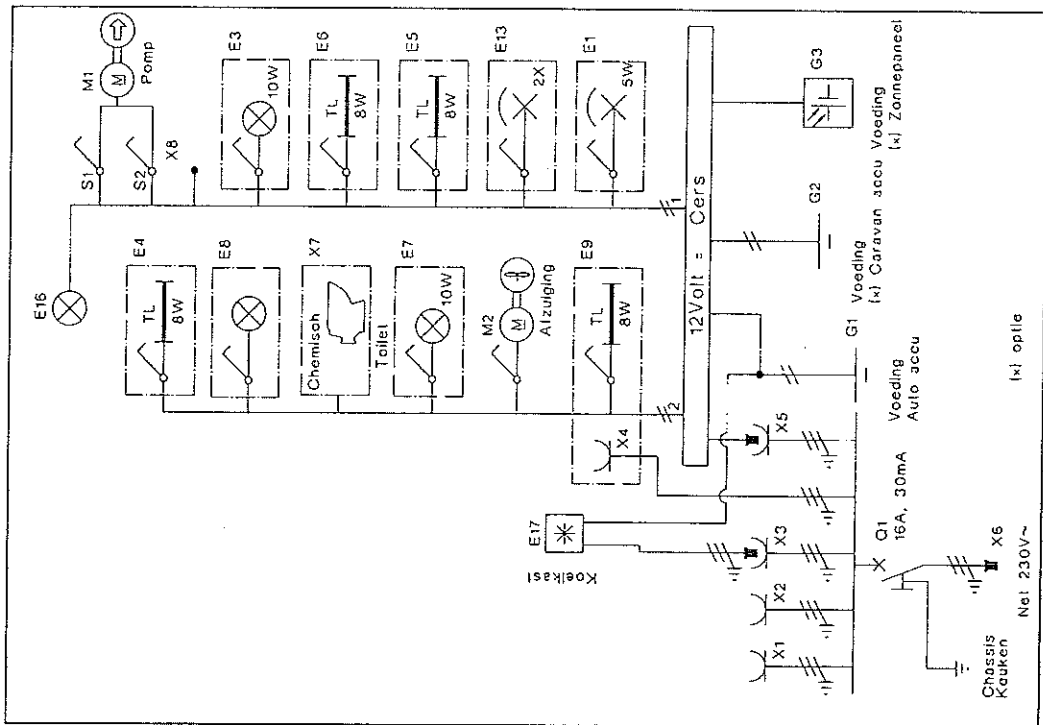 M1
M
Pomp
S1
S2
X8
E3
10W
E6
TL
8W
E5
TL
8W
E13
2X
E1
5W
E16
E4
TL
8W
E8
X7
Chemisch
Toilet
E7
10W
M2
M
Afzuiging
E9
TL
8W
X4
1
2
12Volt = Cers
G3
Voeding
(x) Zonnepaneel
G2
Voeding
(x) Caravan accu
G1
Voeding
Auto accu
(x) optie
E17
Koelkast
X5
X3
X2
X1
Q1
16A, 30mA
X6
Net 230V~
Chassis
Kauken